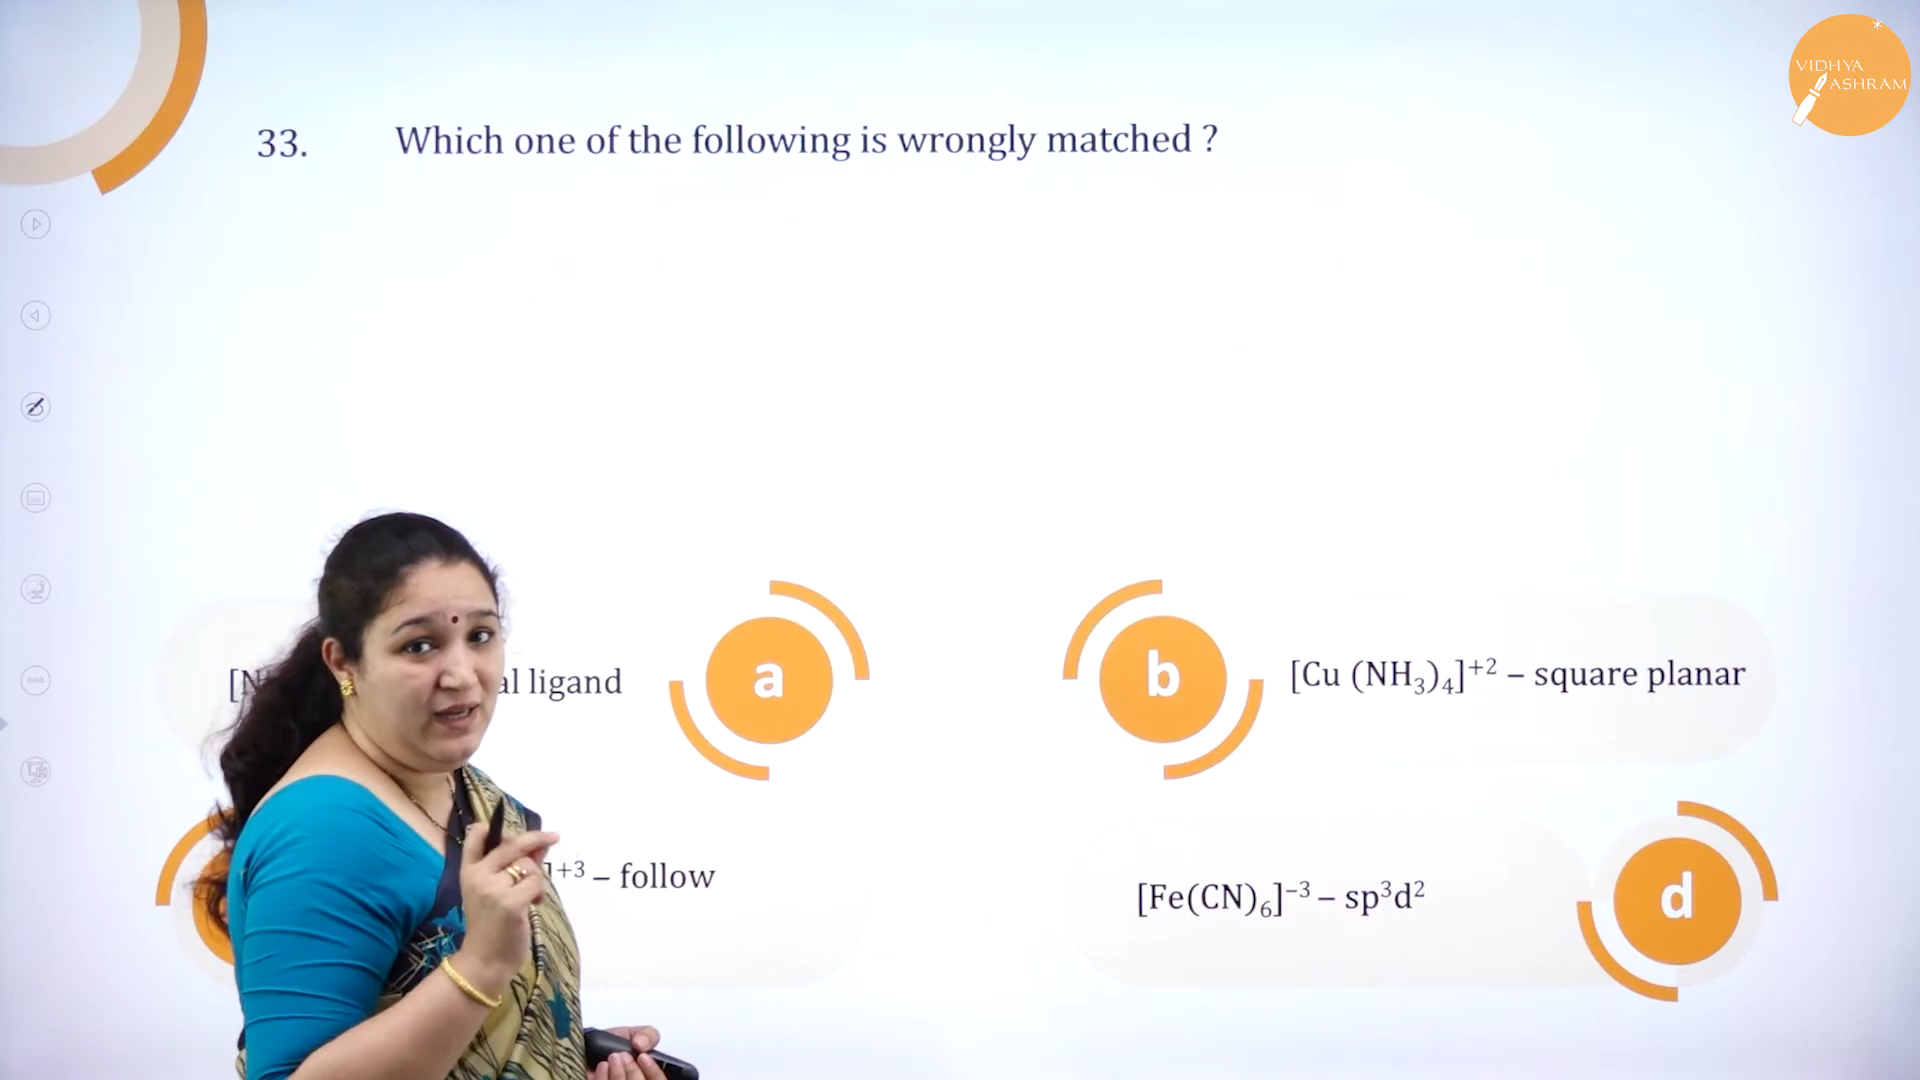 VIDHYA
ASHRAM
33. Which one of the following is wrongly matched ?
ligand
a
b
[Cu (NH₃)₄]⁺² – square planar
]⁺³ – follow
[Fe(CN)₆]⁻³ – sp³d²
d